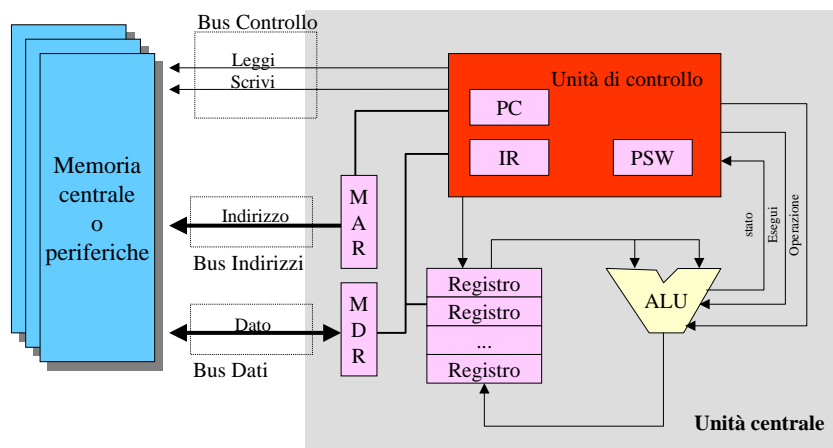 Bus Controllo
Leggi
Scrivi
Unità di controllo
PC
IR
PSW
Memoria
centrale
o
periferiche
Indirizzo
Bus Indirizzi
M
A
R
stato
Esegui
Operazione
Dato
Bus Dati
M
D
R
Registro
Registro
...
Registro
ALU
Unità centrale